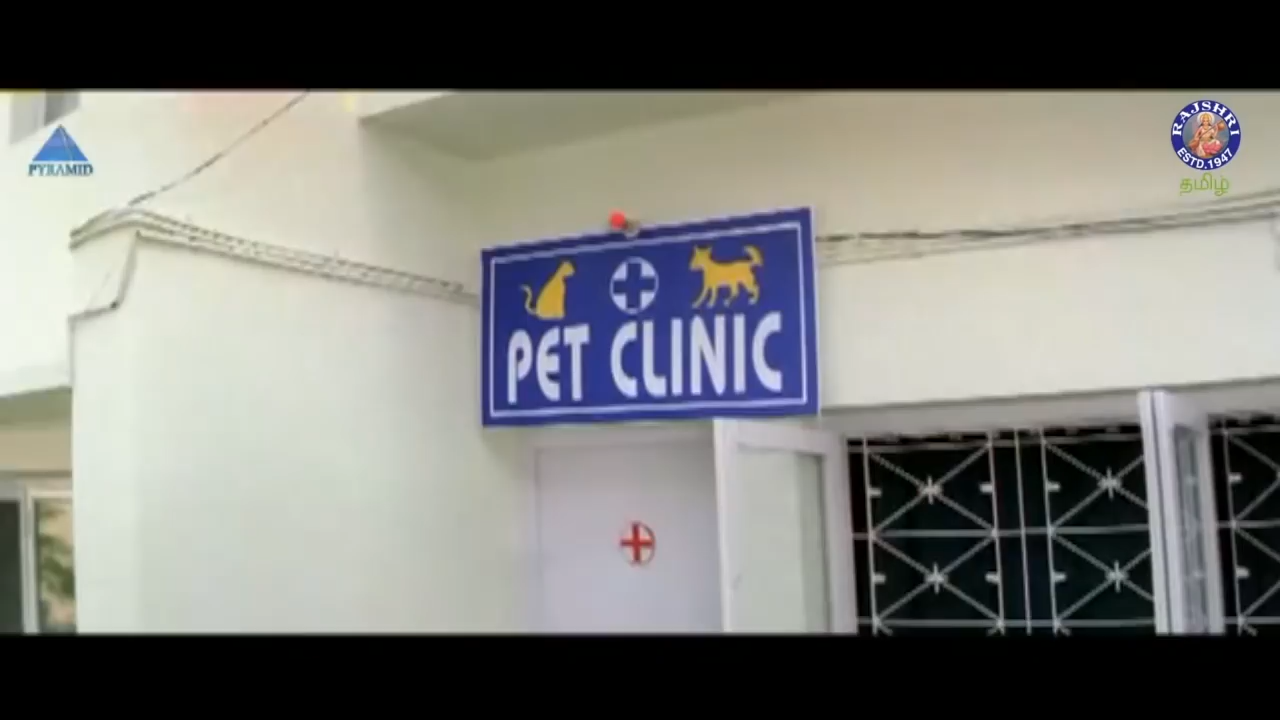 PYRAMID
RAJSHRI
ESTD.1947
தமிழ்
PET CLINIC